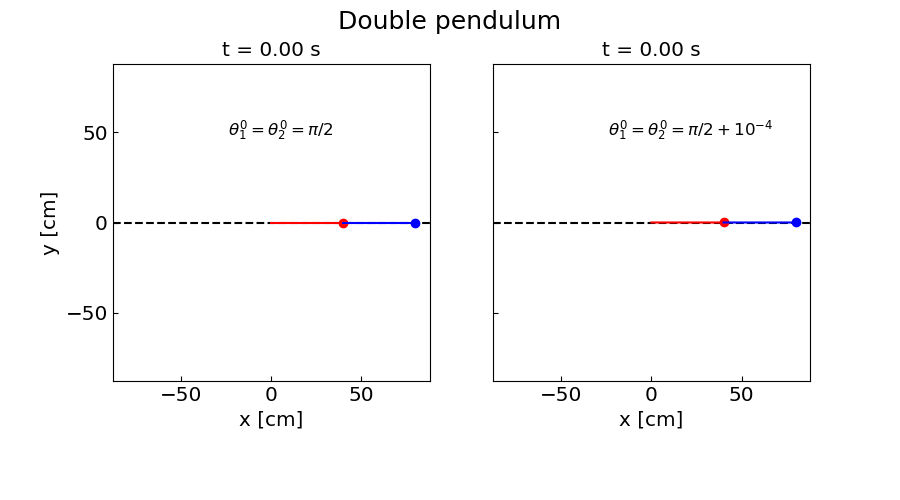 Double pendulum
t = 0.00 s
t = 0.00 s
θ₁⁰ = θ₂⁰ = π/2
θ₁⁰ = θ₂⁰ = π/2 + 10⁻⁴
y [cm]
50
0
−50
−50 0 50
−50 0 50
x [cm]
x [cm]